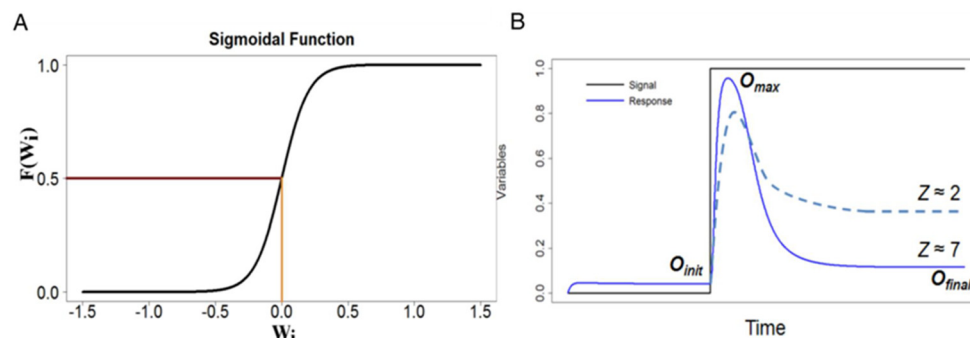 A
Sigmoidal Function
F(Wi)
1.0
0.5
0.0
-1.5
-1.0
-0.5
0.0
0.5
1.0
1.5
Wi
B
Variables
1.0
0.8
0.6
0.4
0.2
0.0
Signal
Response
Omax
Z ≈ 2
Oinit
Z ≈ 7
Ofinal
Time